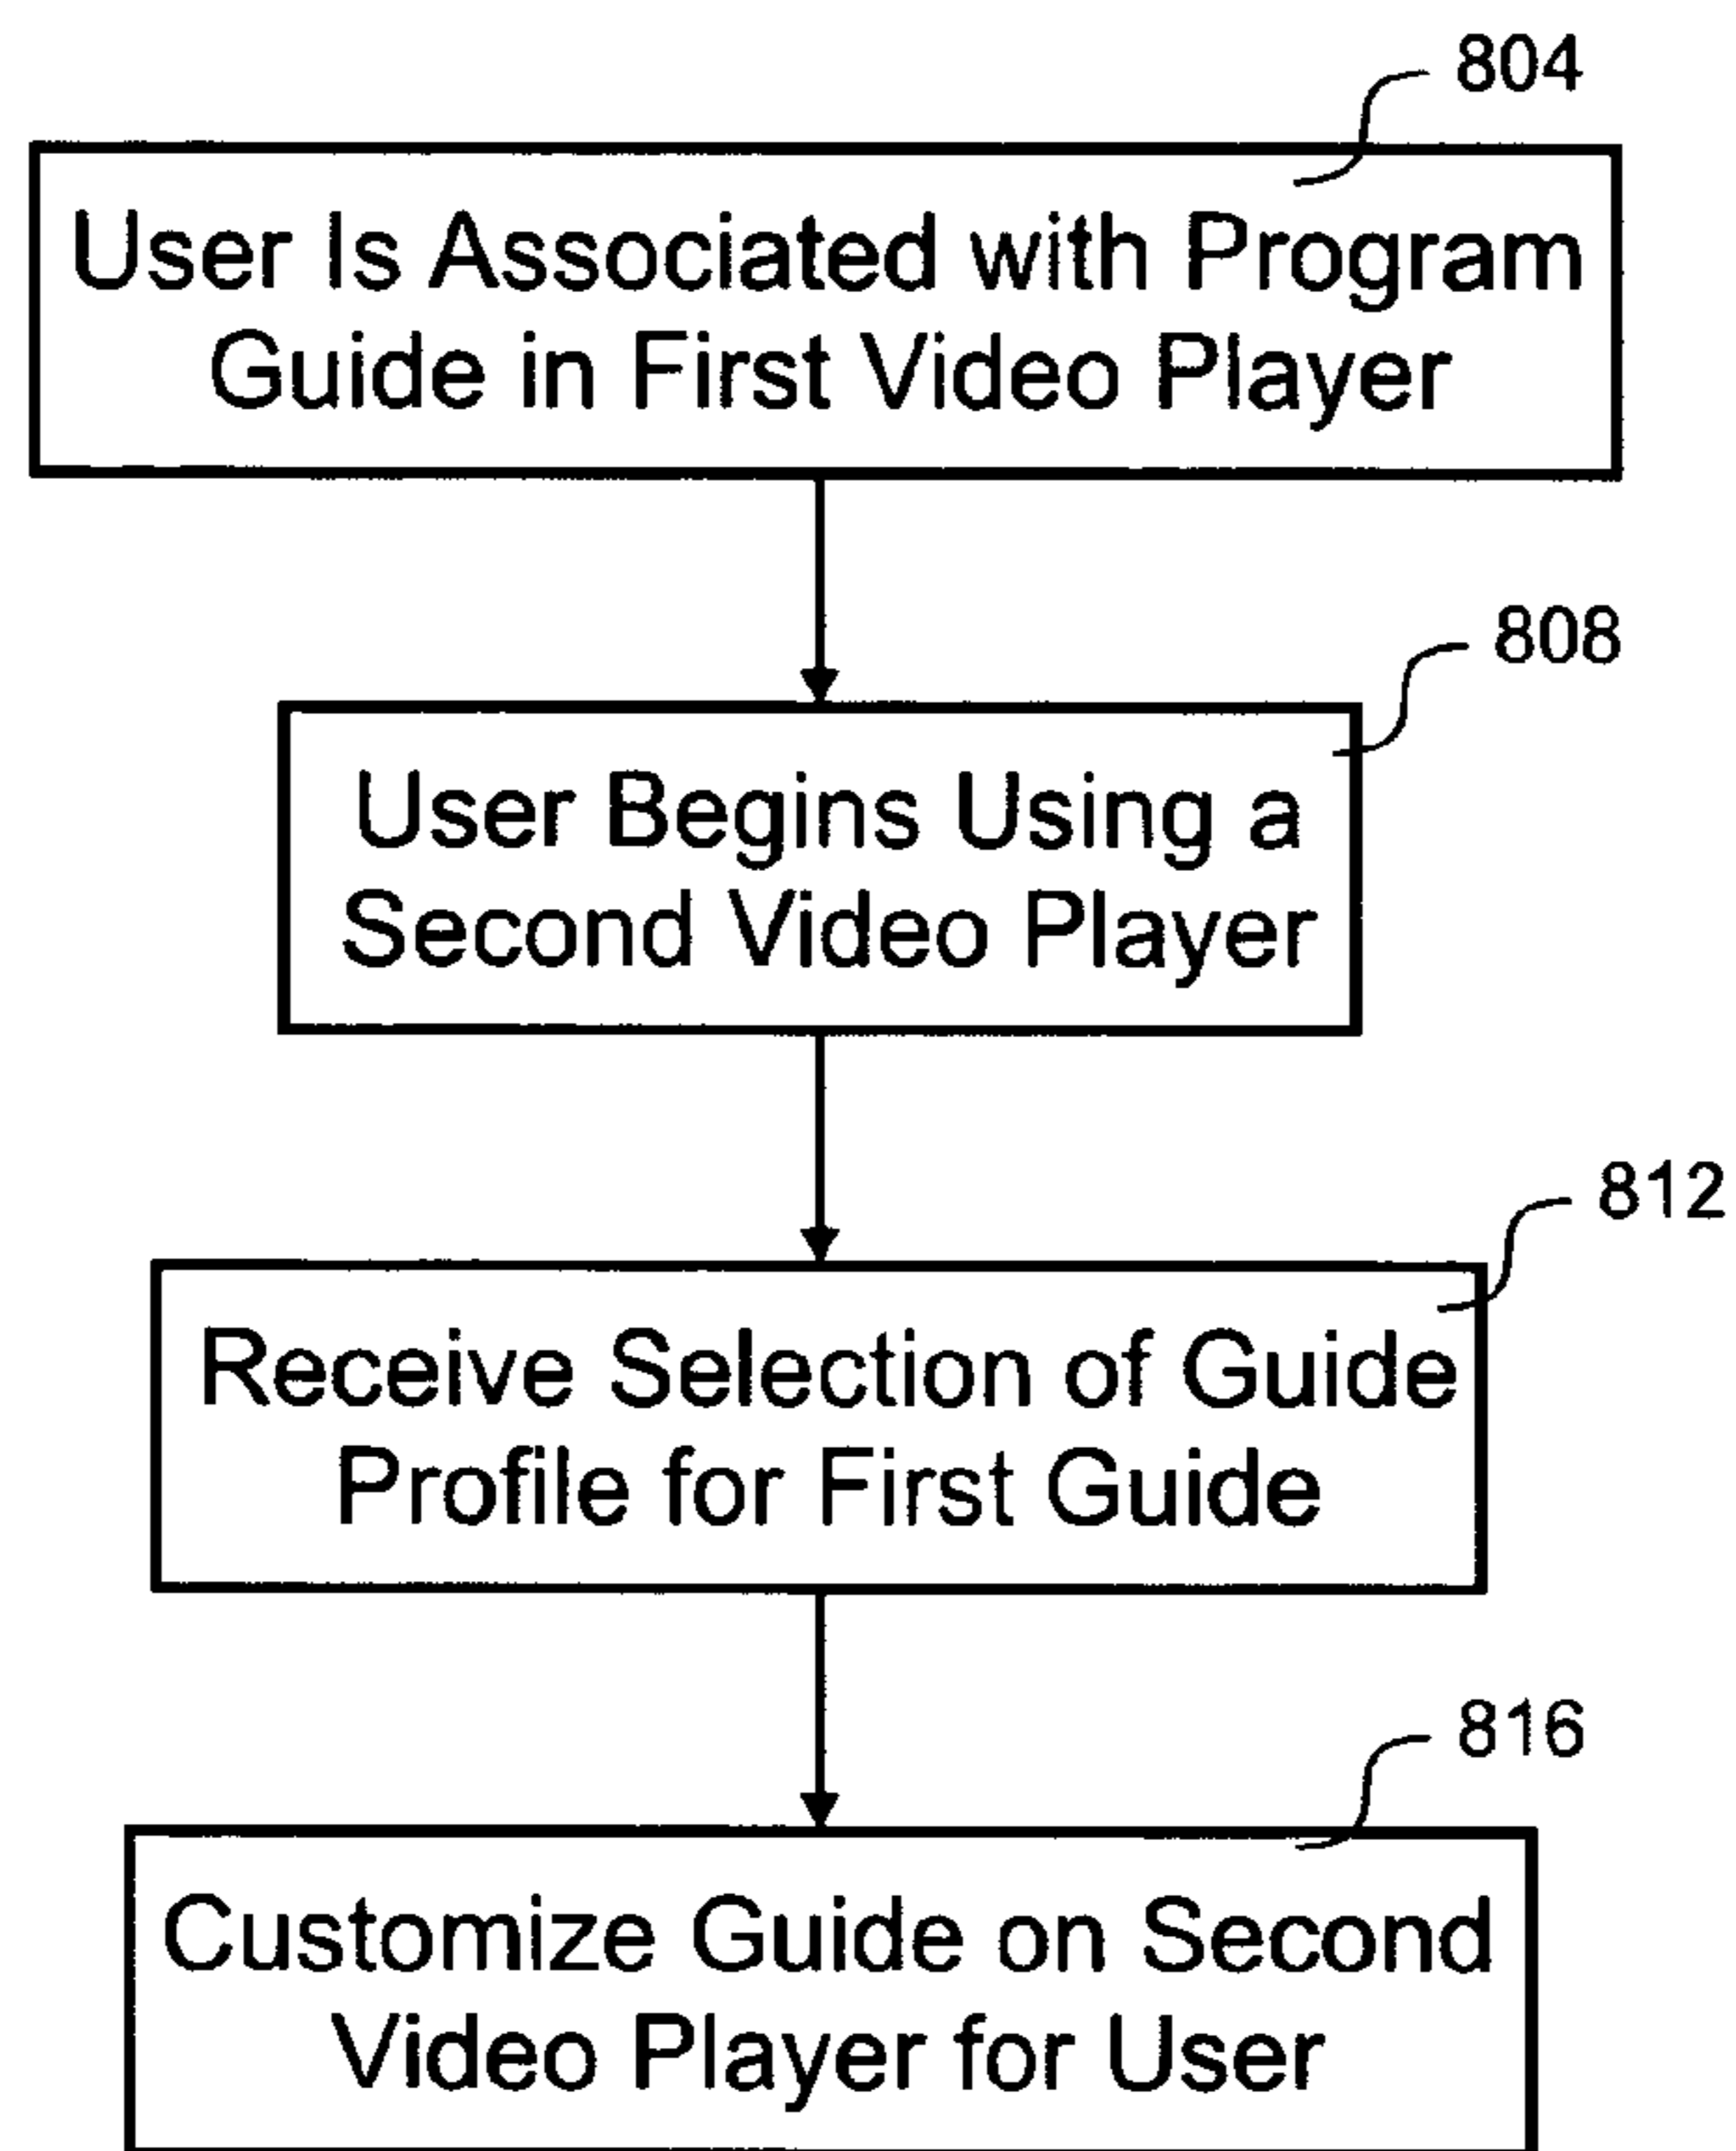 804
User Is Associated with Program
Guide in First Video Player
808
User Begins Using a
Second Video Player
812
Receive Selection of Guide
Profile for First Guide
816
Customize Guide on Second
Video Player for User